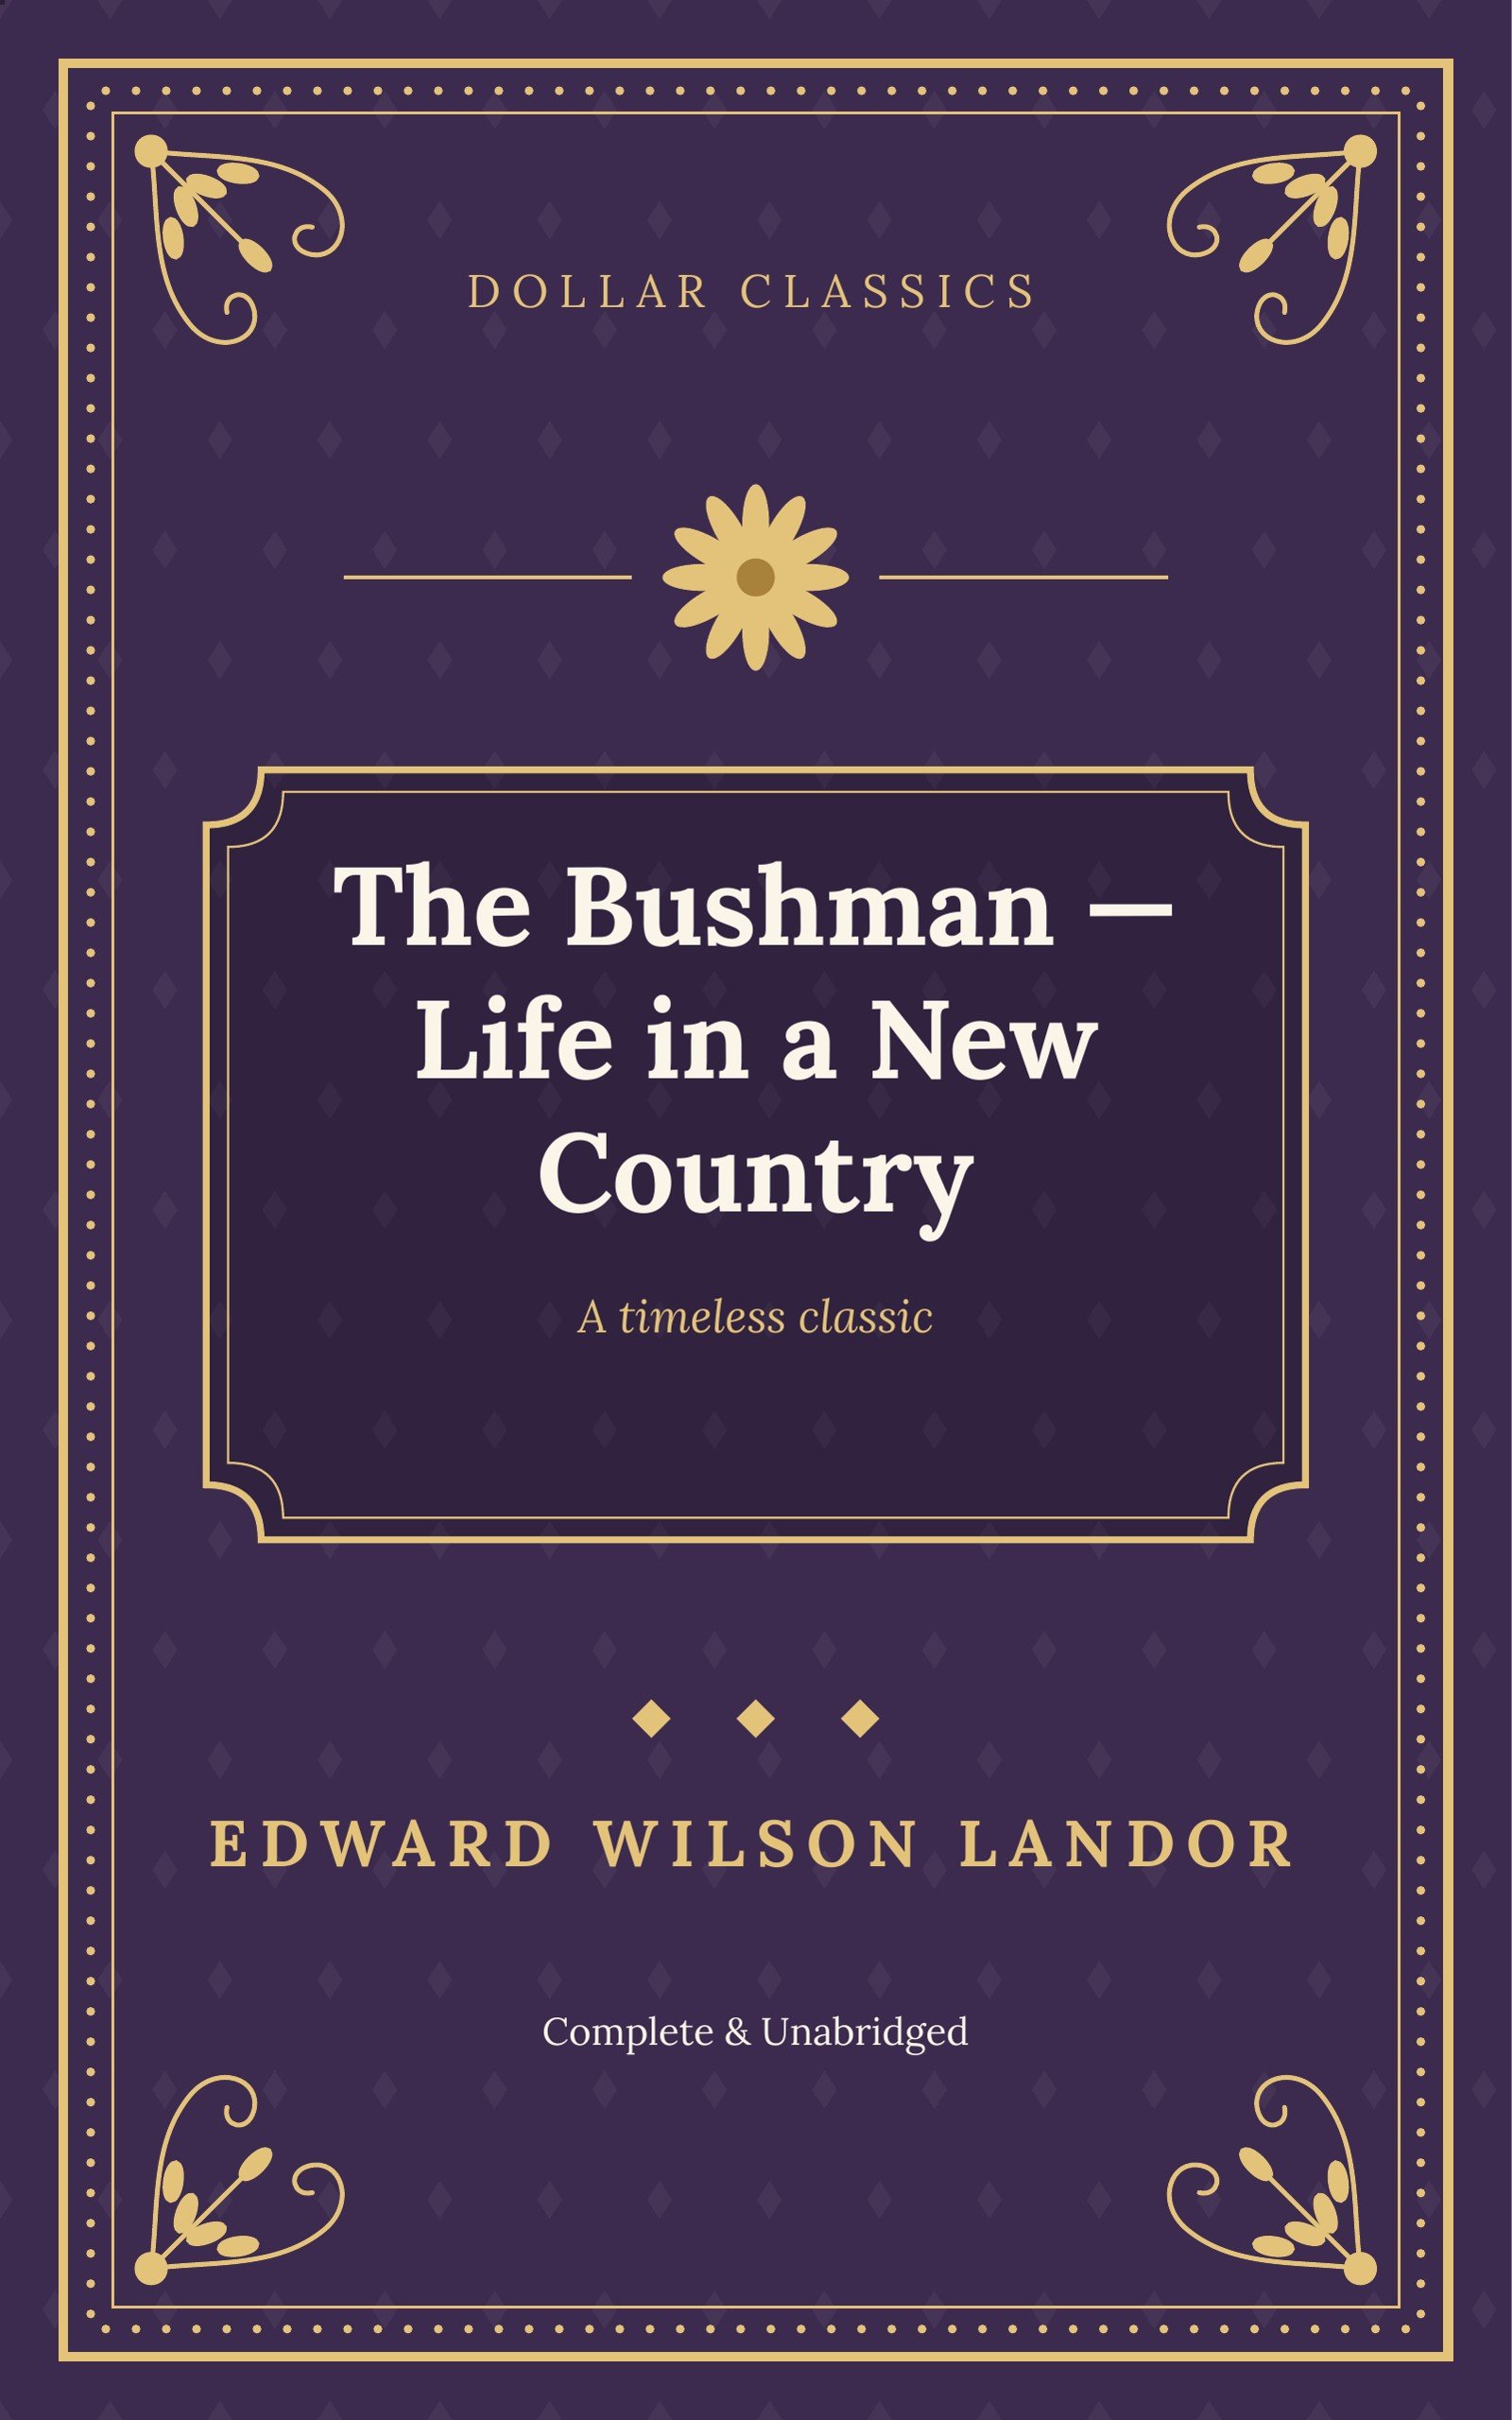 DOLLAR CLASSICS
The Bushman —
Life in a New
Country
A timeless classic
EDWARD WILSON LANDOR
Complete & Unabridged